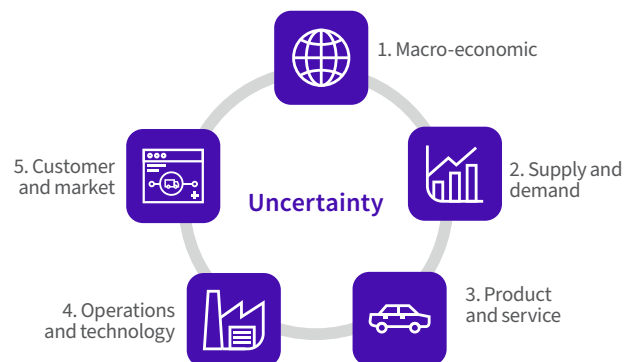 1. Macro-economic
2. Supply and
demand
3. Product
and service
4. Operations
and technology
5. Customer
and market
Uncertainty